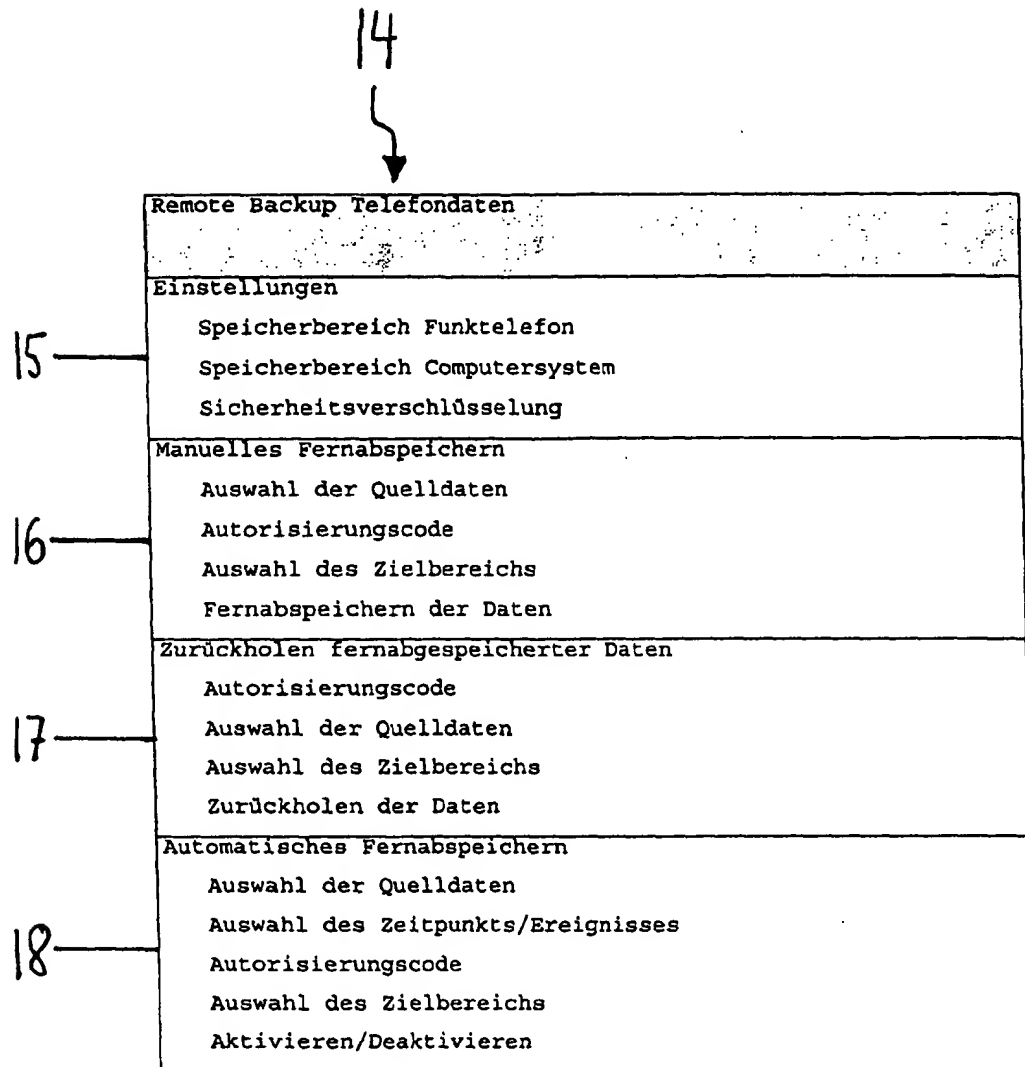 14
Remote Backup Telefondaten
Einstellungen
Speicherbereich Funktelefon
15
Speicherbereich Computersystem
Sicherheitsverschlüsselung
Manuelles Fernabspeichern
Auswahl der Quelldaten
16
Autorisierungscode
Auswahl des Zielbereichs
Fernabspeichern der Daten
Zurückholen fernabgespeicherter Daten
Autorisierungscode
17
Auswahl der Quelldaten
Auswahl des Zielbereichs
Zurückholen der Daten
Automatisches Fernabspeichern
Auswahl der Quelldaten
Auswahl des Zeitpunkts/Ereignisses
18
Autorisierungscode
Auswahl des Zielbereichs
Aktivieren/Deaktivieren